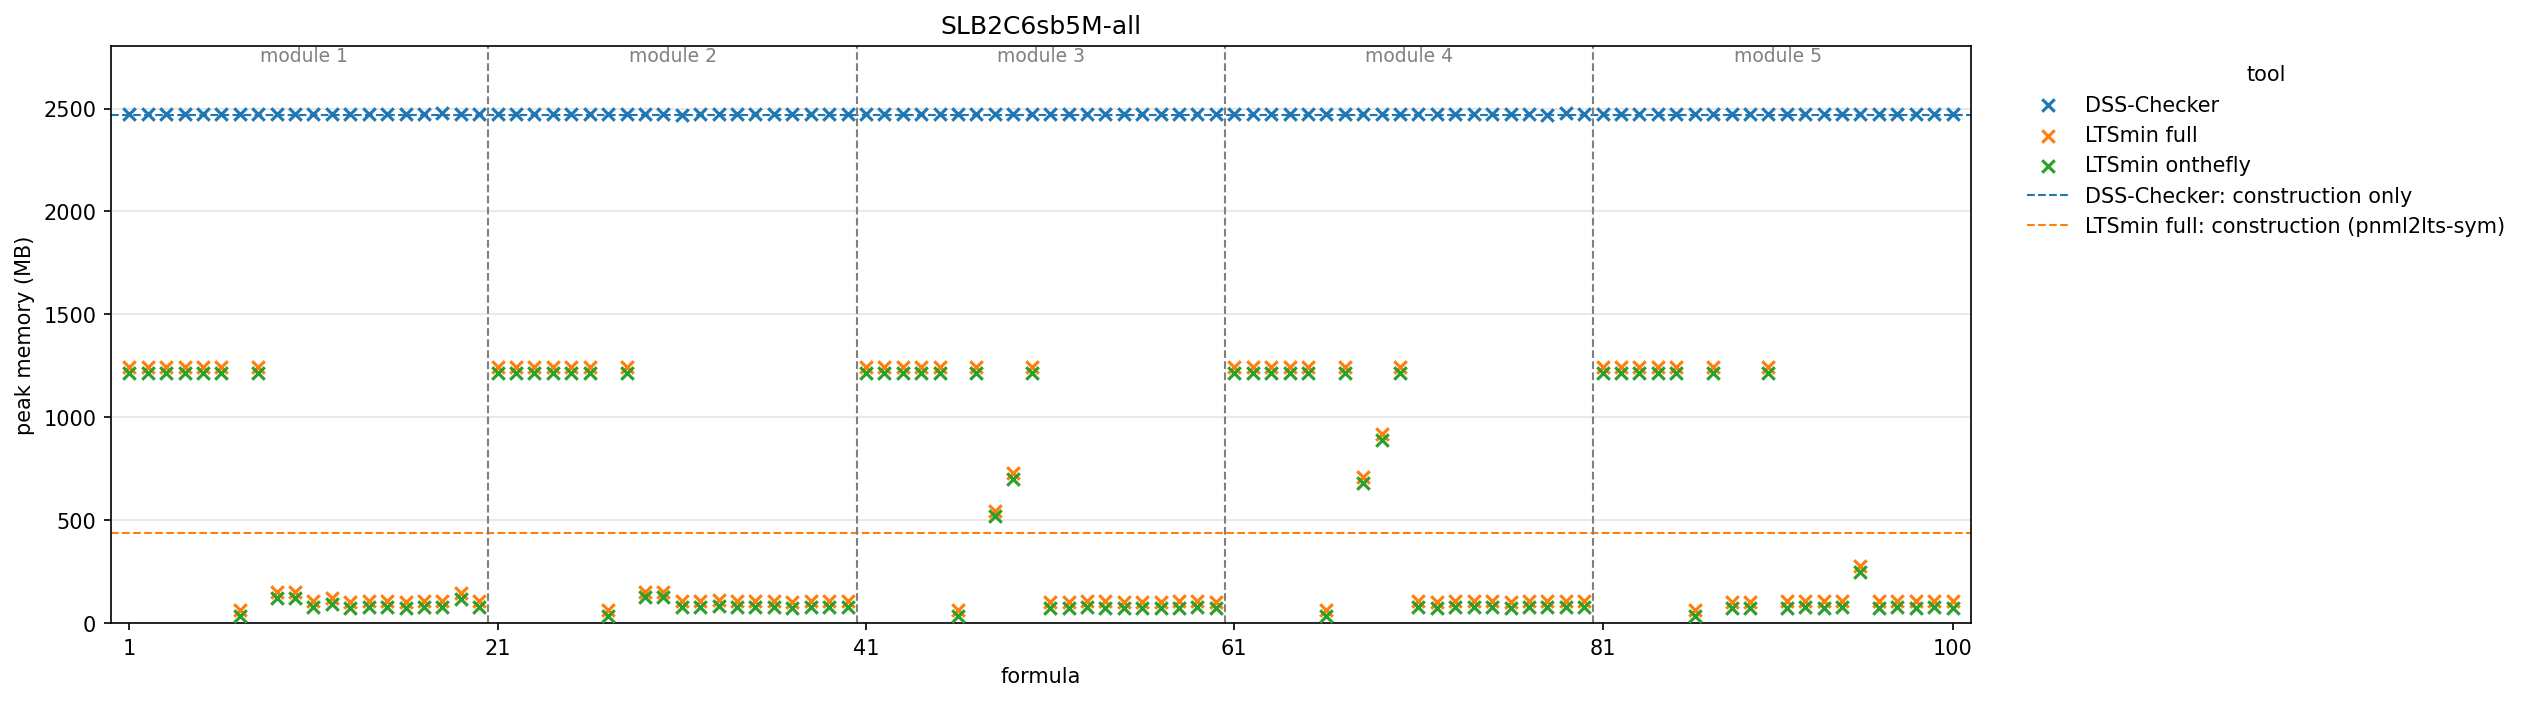 SLB2C6sb5M-all
module 1
module 2
module 3
module 4
module 5
peak memory (MB)
2500
2000
1500
1000
500
0
1
21
41
61
81
100
formula
tool
DSS-Checker
LTSmin full
LTSmin onthefly
DSS-Checker: construction only
LTSmin full: construction (pnml2lts-sym)